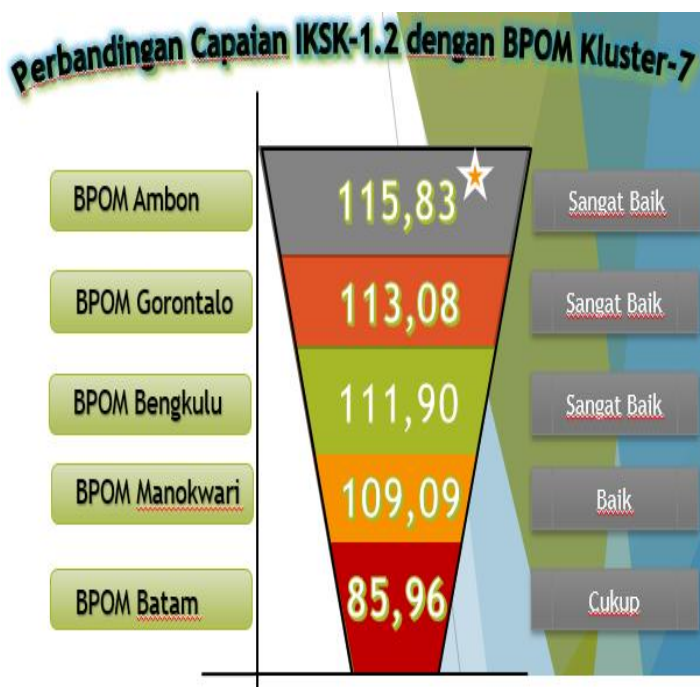 Perbandingan Capaian IKSK-1.2 dengan BPOM Kluster-7
BPOM Ambon 115,83 Sangat Baik
BPOM Gorontalo 113,08 Sangat Baik
BPOM Bengkulu 111,90 Sangat Baik
BPOM Manokwari 109,09 Baik
BPOM Batam 85,96 Cukup